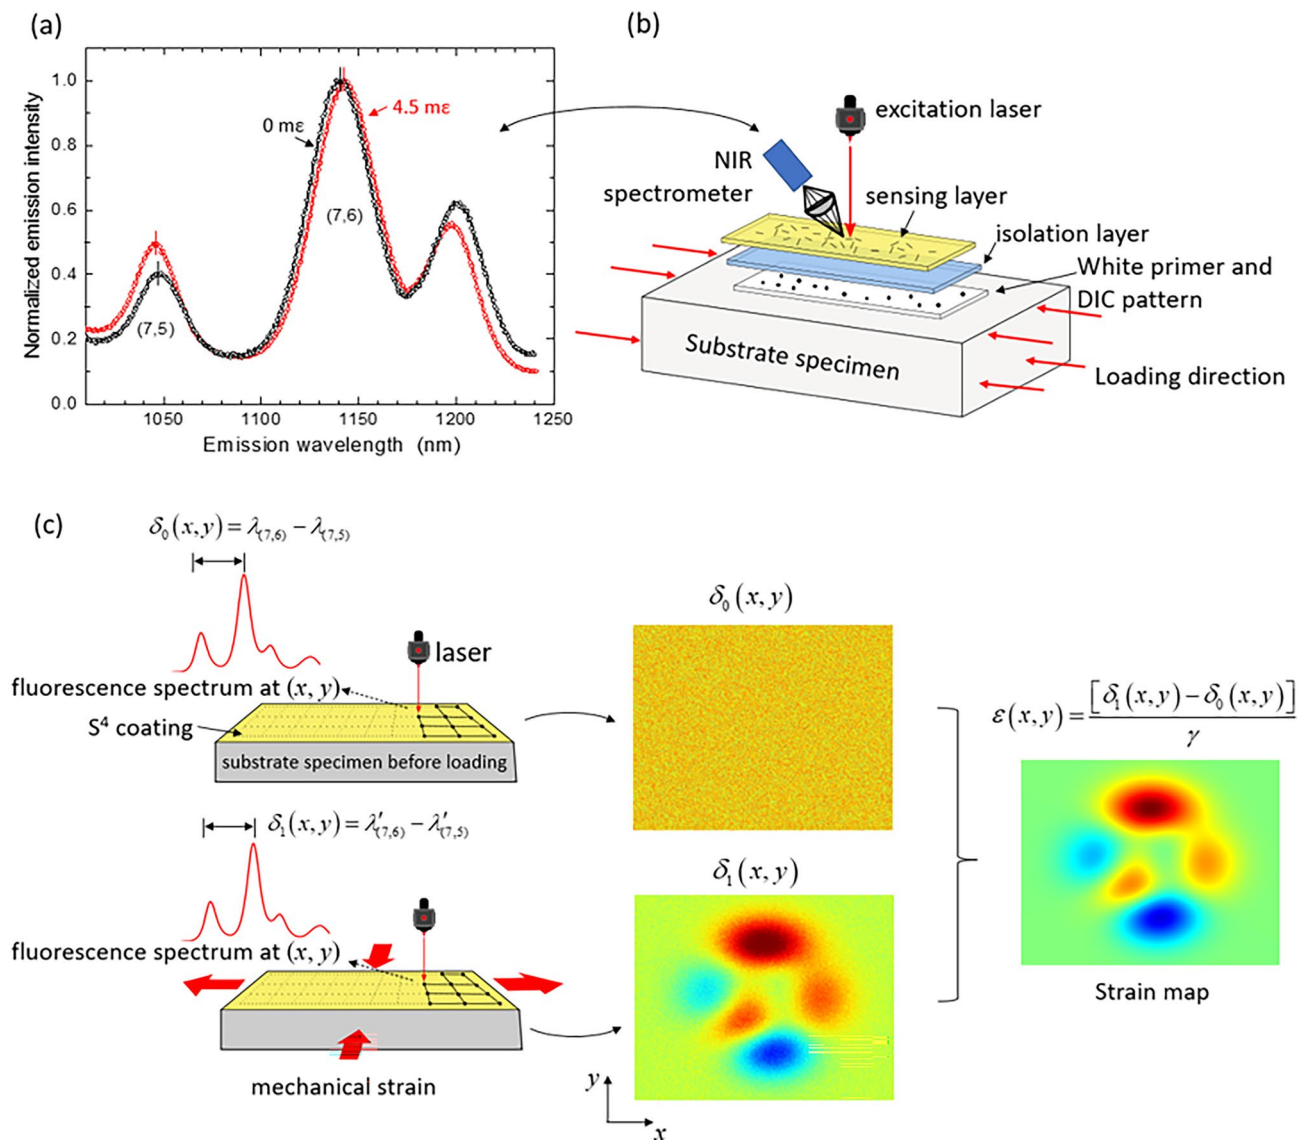 (a)
Normalized emission intensity
1.0
0.8
0.6
0.4
0.2
0.0
0 mε
4.5 mε
(7,6)
(7,5)
1050
1100
1150
1200
1250
Emission wavelength (nm)
(b)
excitation laser
NIR
spectrometer
sensing layer
isolation layer
White primer and
DIC pattern
Substrate specimen
Loading direction
(c)
δ₀(x,y) = λ₍₇,₆₎ − λ₍₇,₅₎
laser
fluorescence spectrum at (x, y)
S⁴ coating
substrate specimen before loading
δ₀(x,y)
δ₁(x,y) = λ′₍₇,₆₎ − λ′₍₇,₅₎
fluorescence spectrum at (x, y)
mechanical strain
δ₁(x,y)
y
x
ε(x,y) = [δ₁(x,y) − δ₀(x,y)] / γ
Strain map